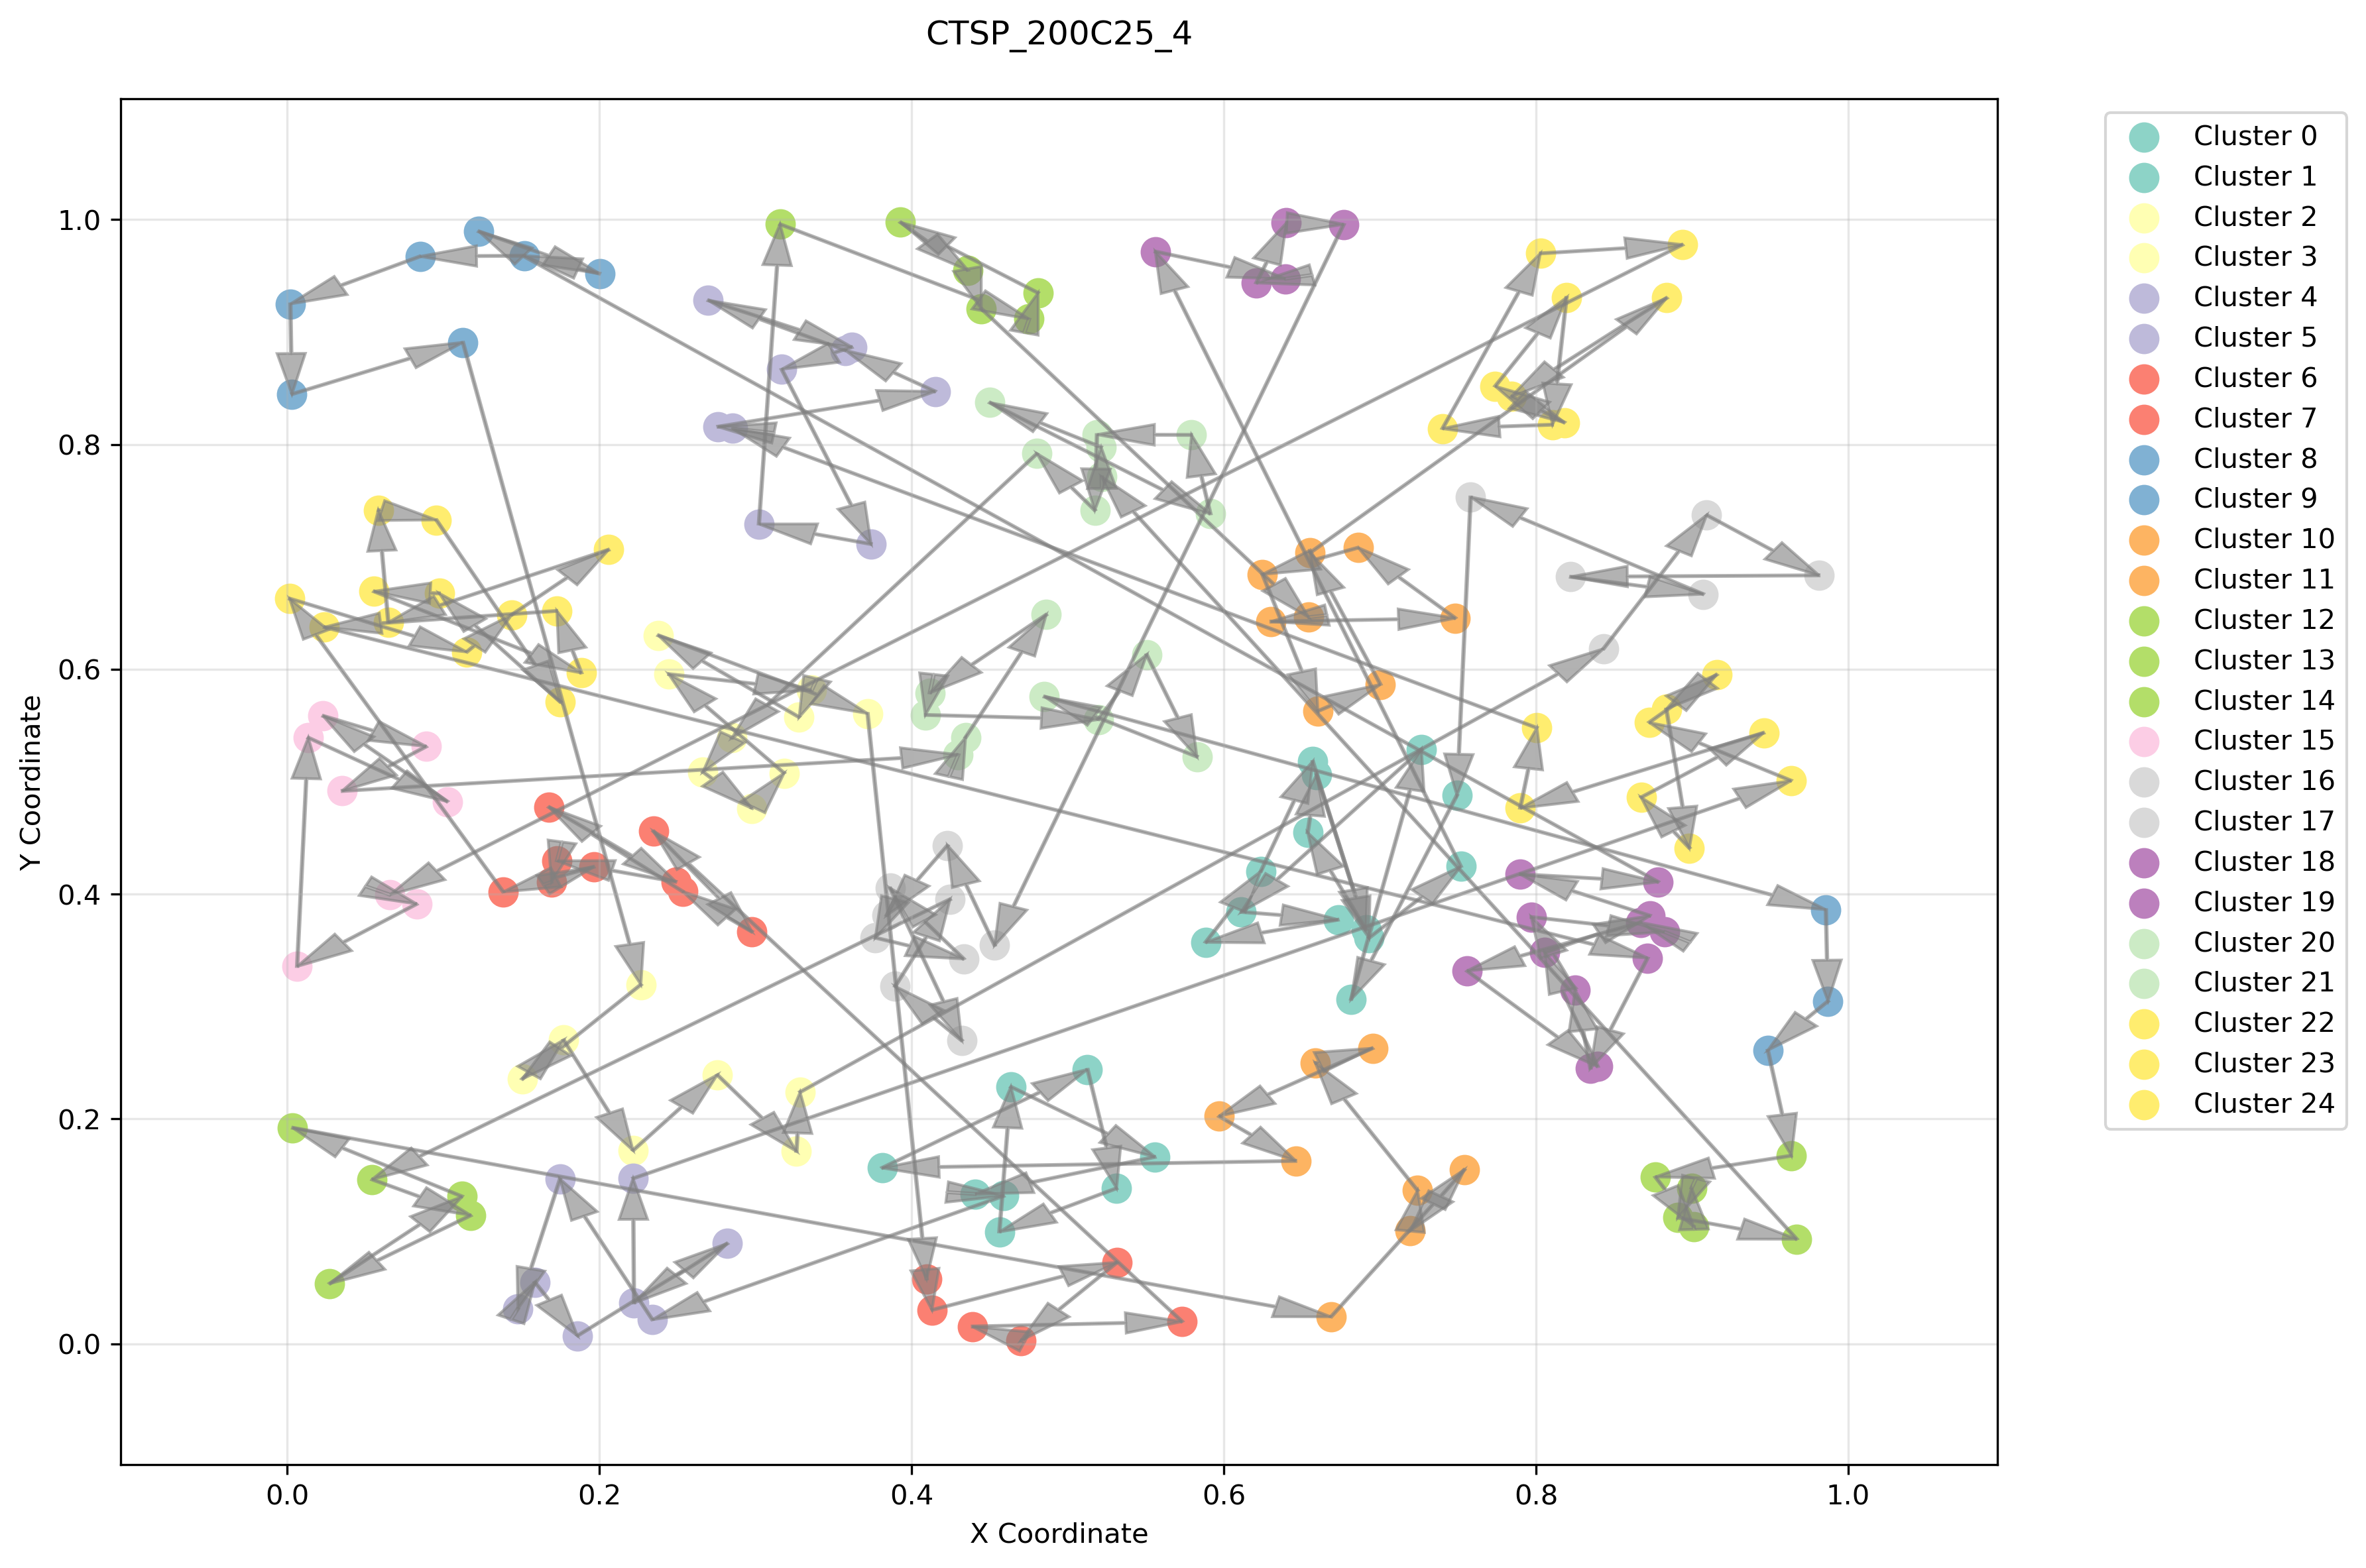 CTSP_200C25_4
1.0
0.8
0.6
0.4
0.2
0.0
Y Coordinate
0.0 0.2 0.4 0.6 0.8 1.0
X Coordinate
Cluster 0
Cluster 1
Cluster 2
Cluster 3
Cluster 4
Cluster 5
Cluster 6
Cluster 7
Cluster 8
Cluster 9
Cluster 10
Cluster 11
Cluster 12
Cluster 13
Cluster 14
Cluster 15
Cluster 16
Cluster 17
Cluster 18
Cluster 19
Cluster 20
Cluster 21
Cluster 22
Cluster 23
Cluster 24